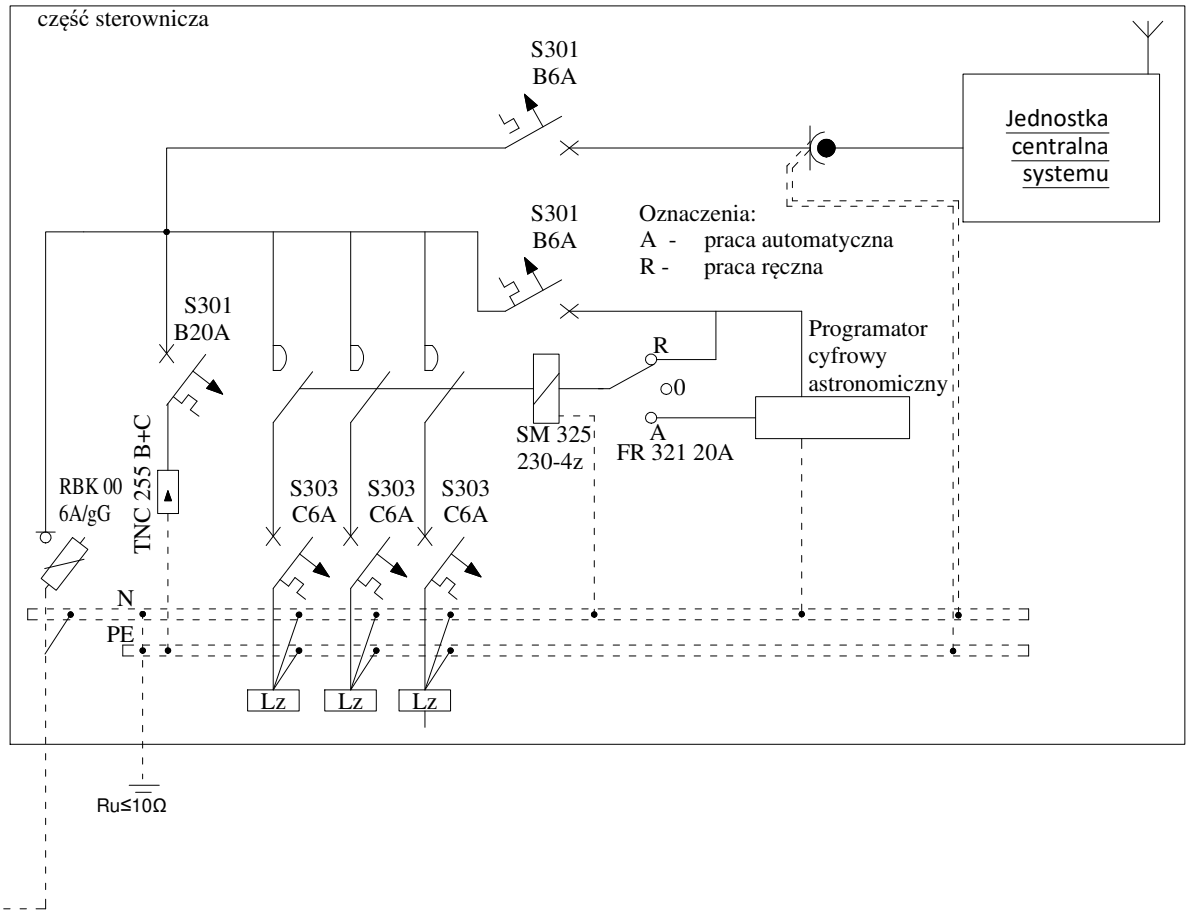 część sterownicza
S301
B6A
Jednostka
centralna
systemu
S301
B6A
Oznaczenia:
A - praca automatyczna
R - praca ręczna
S301
B20A
Programator
cyfrowy
astronomiczny
R
0
A
SM 325
230-4z
FR 321 20A
TNC 255 B+C
RBK 00
6A/gG
S303
C6A
S303
C6A
S303
C6A
N
PE
Lz
Lz
Lz
Ru≤10Ω